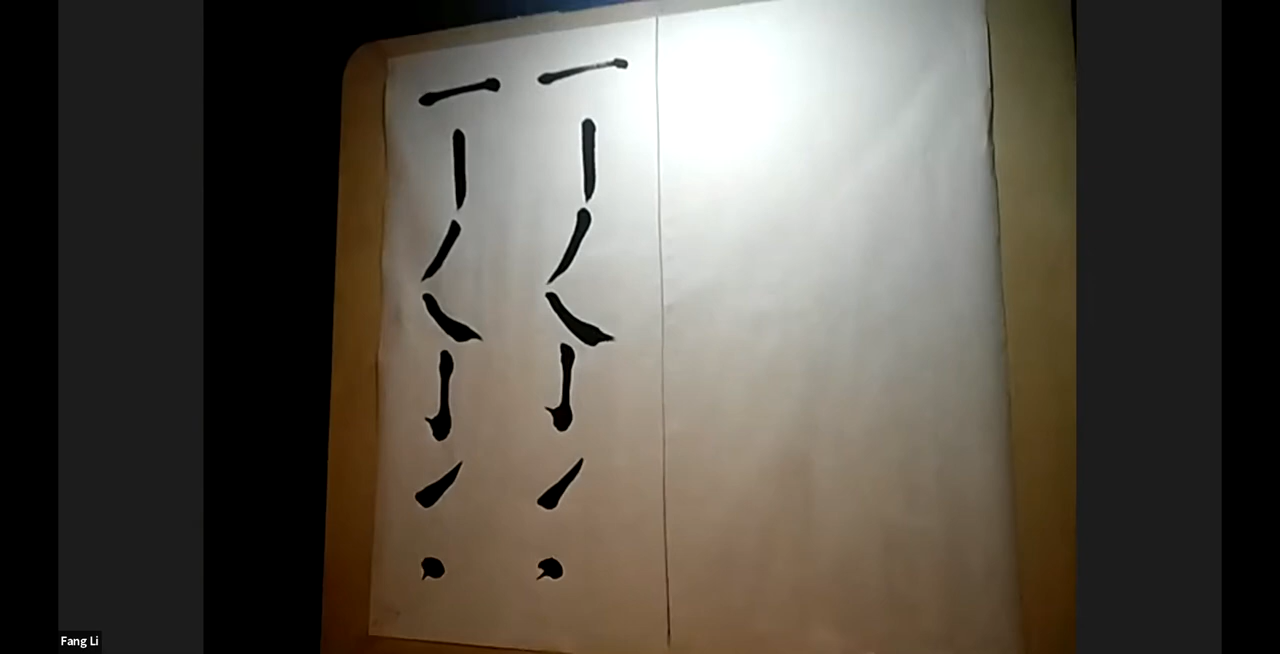 一 一
丨 丨
丿 丿
㇏ ㇏
亅 亅
㇀ ㇀
丶 丶
Fang Li